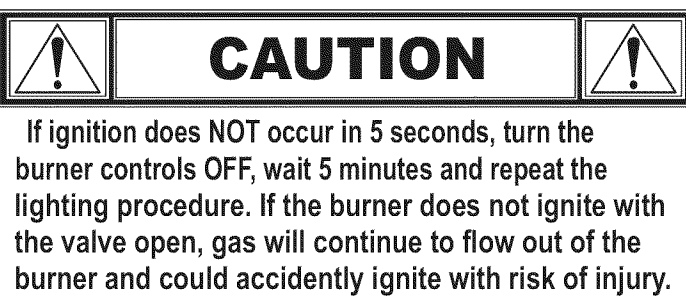 CAUTION
If ignition does NOT occur in 5 seconds, turn the
burner controls OFF, wait 5 minutes and repeat the
lighting procedure. If the burner does not ignite with
the valve open, gas will continue to flow out of the
burner and could accidently ignite with risk of injury.